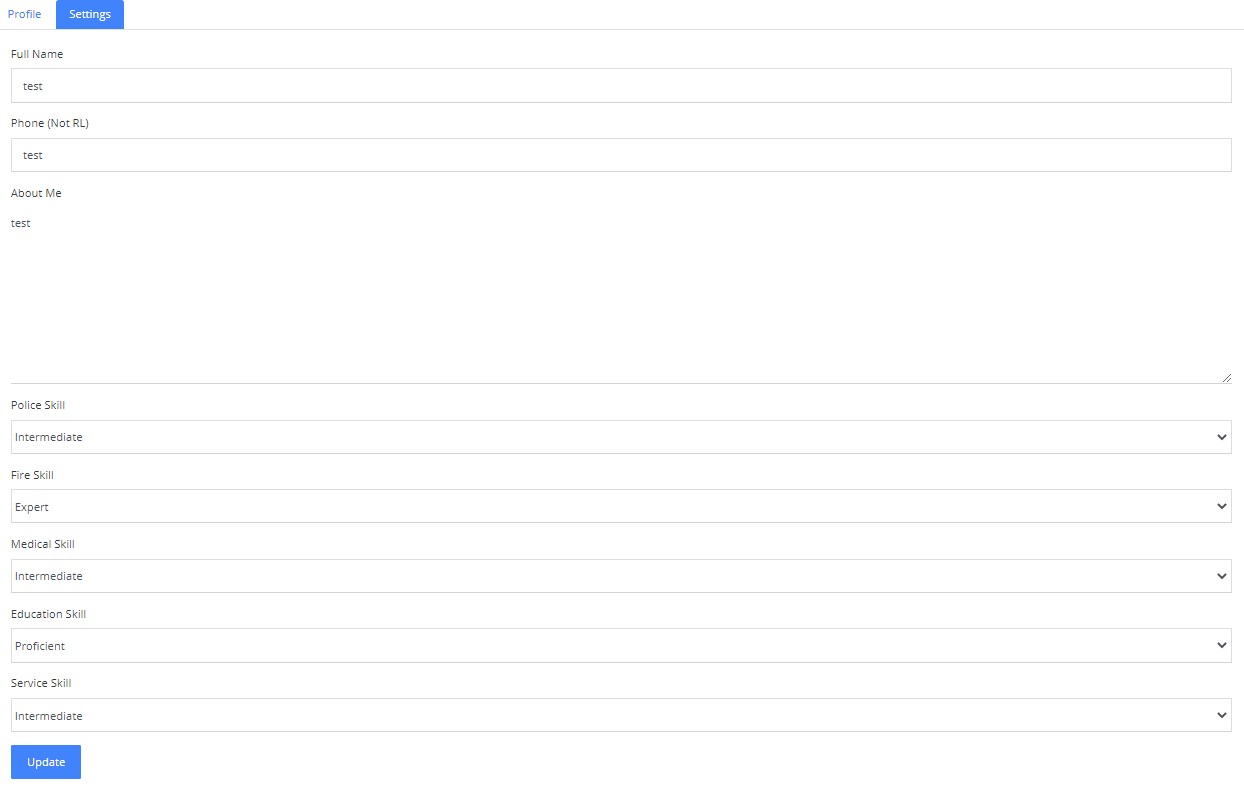 Profile
Settings
Full Name
test
Phone (Not RL)
test
About Me
test
Police Skill
Intermediate
Fire Skill
Expert
Medical Skill
Intermediate
Education Skill
Proficient
Service Skill
Intermediate
Update